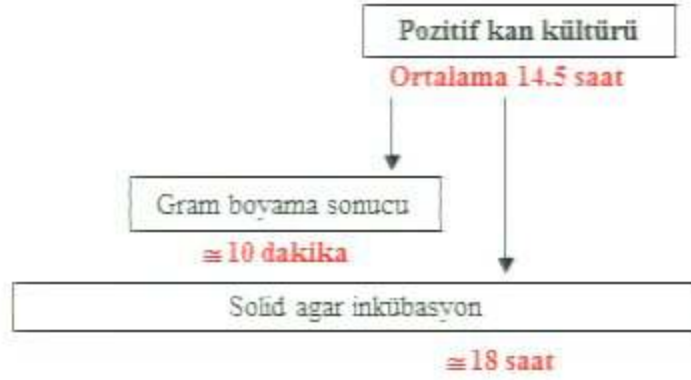 Pozitif kan kültürü
Ortalama 14.5 saat
Gram boyama sonucu
≅10 dakika
Solid agar inkübasyon
≅18 saat